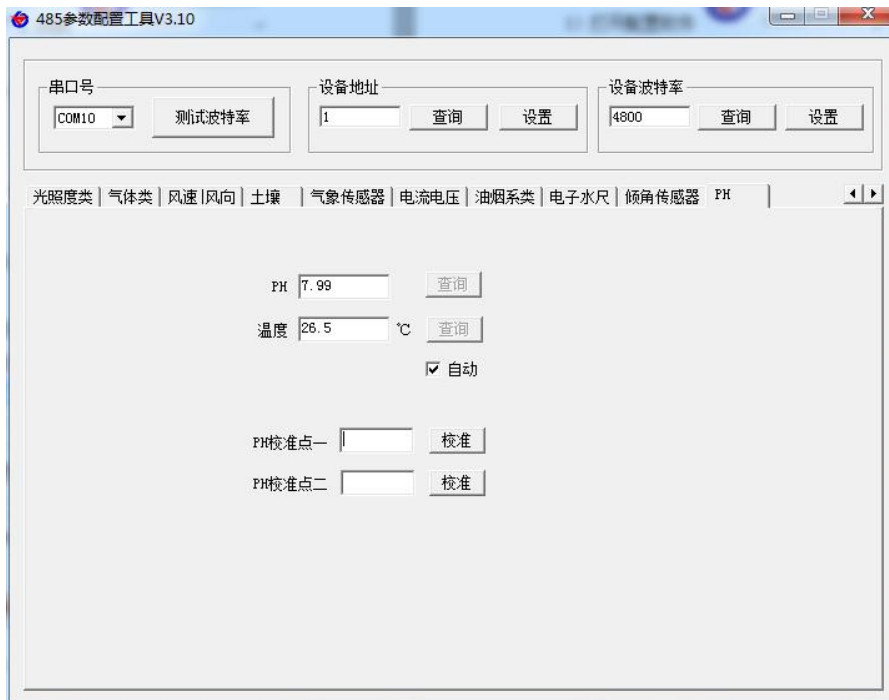 485参数配置工具V3.10
串口号
COM10
测试波特率
设备地址
1
查询
设置
设备波特率
4800
查询
设置
光照度类
气体类
风速|风向
土壤
气象传感器
电流电压
油烟系类
电子水尺
倾角传感器
PH
PH 7.99 查询
温度 26.5 ℃ 查询
自动
PH校准点一 校准
PH校准点二 校准